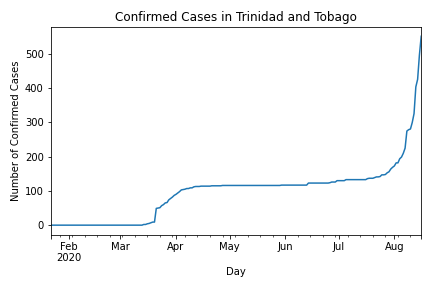 Confirmed Cases in Trinidad and Tobago
Number of Confirmed Cases
500
400
300
200
100
0
Feb
2020
Mar
Apr
May
Jun
Jul
Aug
Day